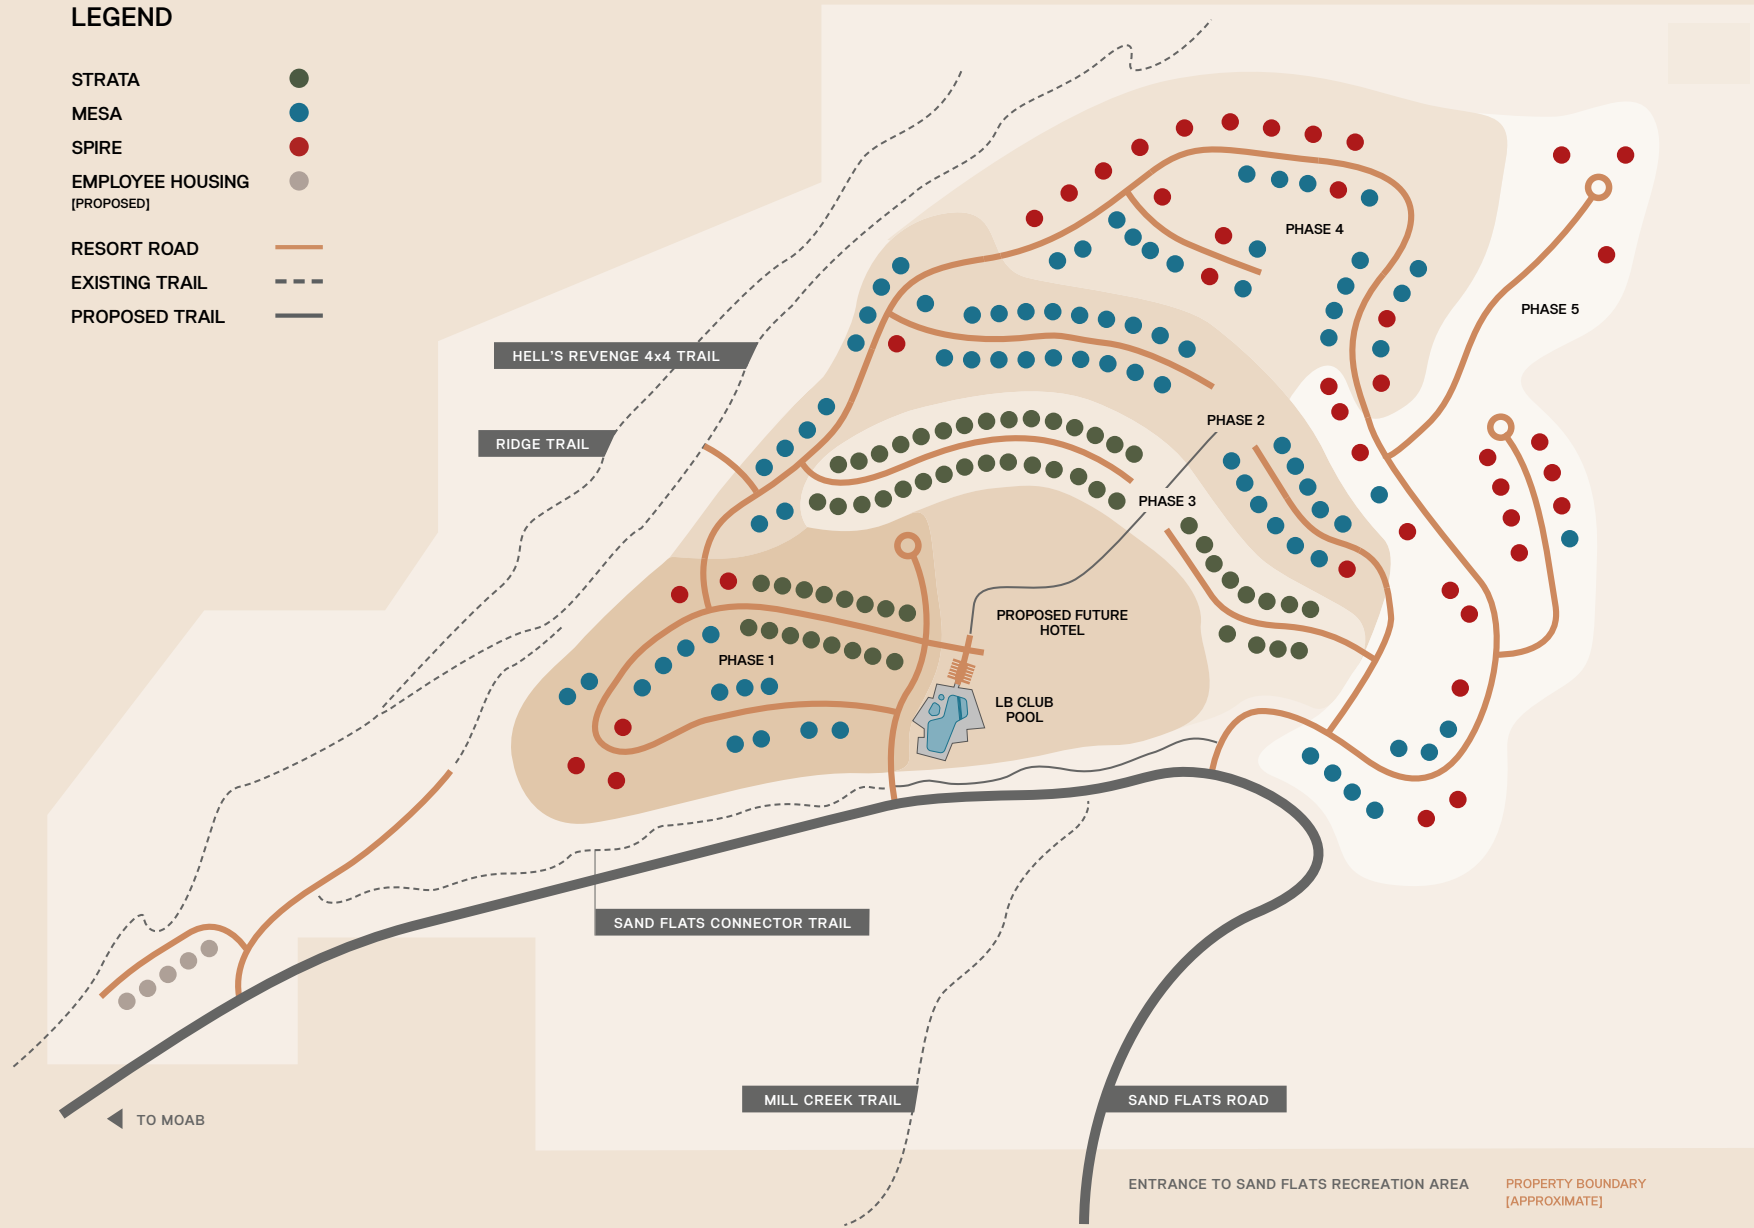 LEGEND
STRATA
MESA
SPIRE
EMPLOYEE HOUSING
[PROPOSED]
RESORT ROAD
EXISTING TRAIL
PROPOSED TRAIL
PHASE 4
PHASE 5
HELL'S REVENGE 4x4 TRAIL
RIDGE TRAIL
PHASE 2
PHASE 3
PROPOSED FUTURE
HOTEL
PHASE 1
LB CLUB
POOL
SAND FLATS CONNECTOR TRAIL
MILL CREEK TRAIL
SAND FLATS ROAD
TO MOAB
ENTRANCE TO SAND FLATS RECREATION AREA
PROPERTY BOUNDARY
[APPROXIMATE]